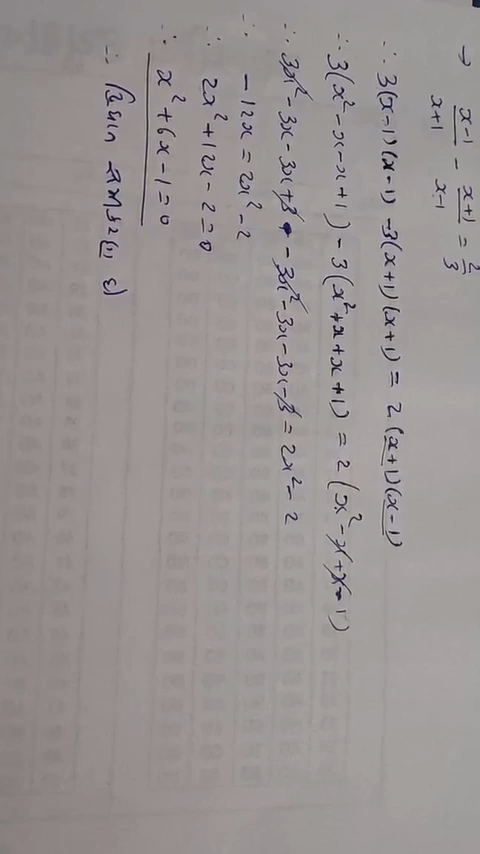 → (x-1)/(x+1) - (x+1)/(x-1) = 2/3
∴ 3(x-1)(x-1) - 3(x+1)(x+1) = 2(x+1)(x-1)
∴ 3(x² - x - x + 1) - 3(x² + x + x + 1) = 2(x² - x + x - 1)
∴ 3x² - 3x - 3x + 3 - 3x² - 3x - 3x - 3 = 2x² - 2
∴ -12x = 2x² - 2
∴ 2x² + 12x - 2 = 0
∴ x² + 6x - 1 = 0